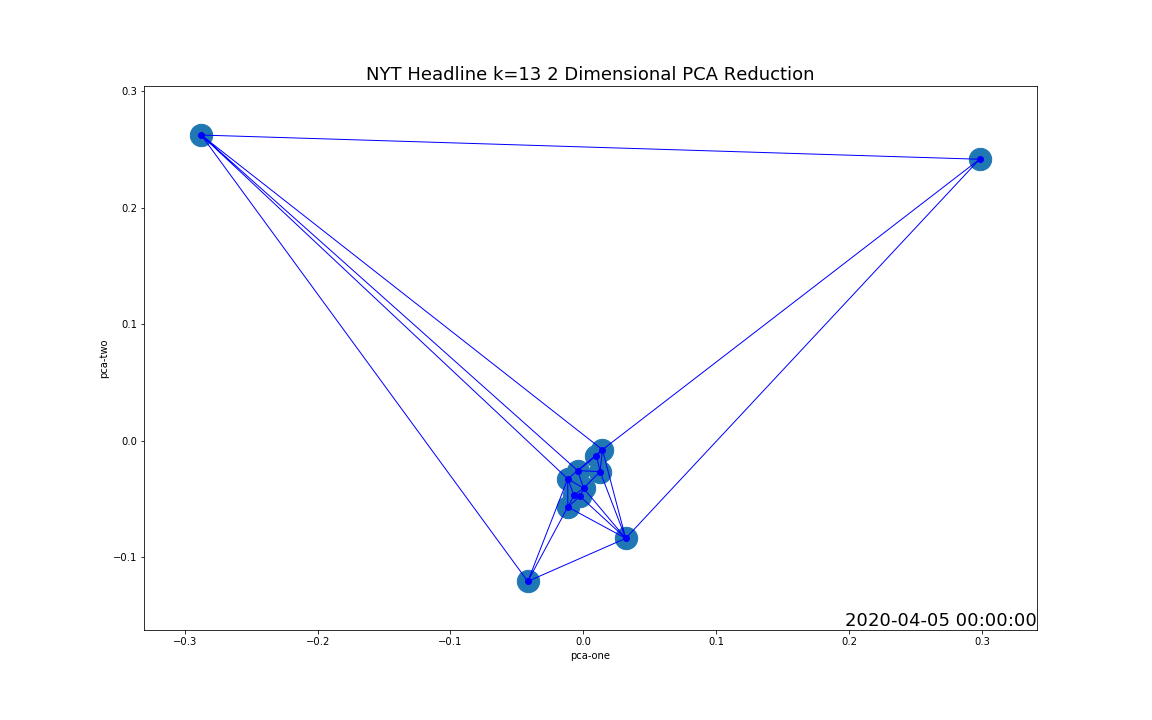 NYT Headline k=13 2 Dimensional PCA Reduction
0.3
0.2
0.1
0.0
−0.1
pca-two
2020-04-05 00:00:00
−0.3 −0.2 −0.1 0.0 0.1 0.2 0.3
pca-one